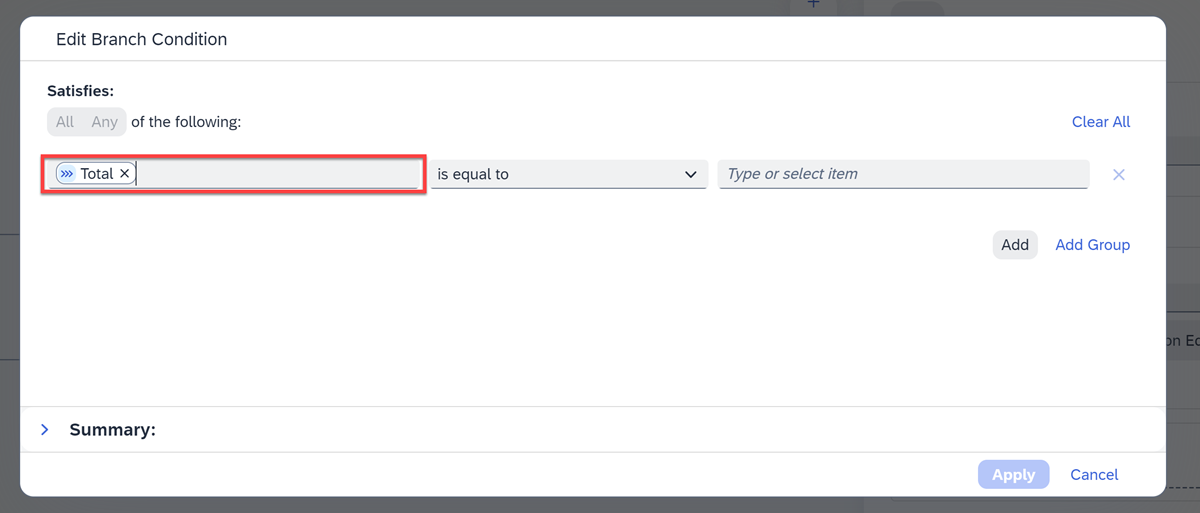 Edit Branch Condition
Satisfies:
All Any of the following:
Clear All
Total
is equal to
Type or select item
Add
Add Group
on Ec
Summary:
Apply
Cancel